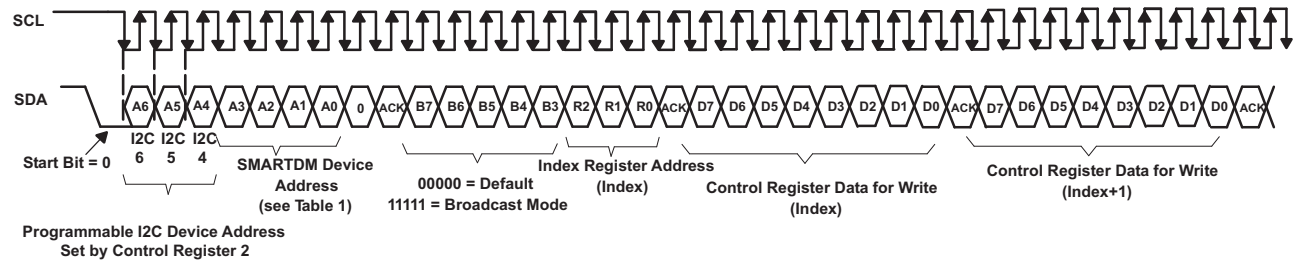 SCL
SDA A6 A5 A4 A3 A2 A1 A0 0 ACK B7 B6 B5 B4 B3 R2 R1 R0 ACK D7 D6 D5 D4 D3 D2 D1 D0 ACK D7 D6 D5 D4 D3 D2 D1 D0 ACK
Start Bit = 0
I2C I2C I2C
6 5 4
SMARTDM Device
Address
(see Table 1)
00000 = Default
11111 = Broadcast Mode
Index Register Address
(Index)
Control Register Data for Write
(Index)
Control Register Data for Write
(Index+1)
Programmable I2C Device Address
Set by Control Register 2